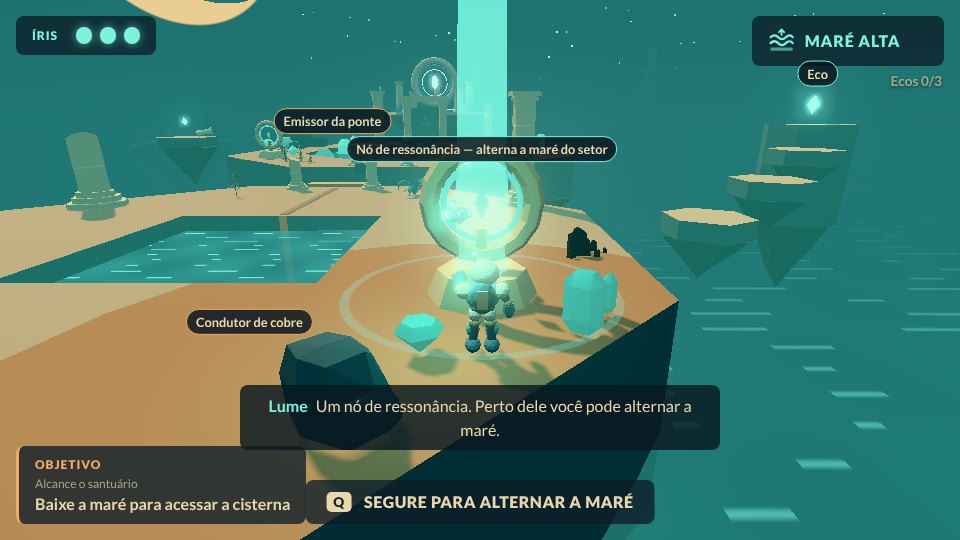 ÍRIS
MARÉ ALTA
Eco
Ecos 0/3
Emissor da ponte
Nó de ressonância — alterna a maré do setor
Condutor de cobre
Lume Um nó de ressonância. Perto dele você pode alternar a
maré.
OBJETIVO
Alcance o santuário
Baixe a maré para acessar a cisterna
Q SEGURE PARA ALTERNAR A MARÉ